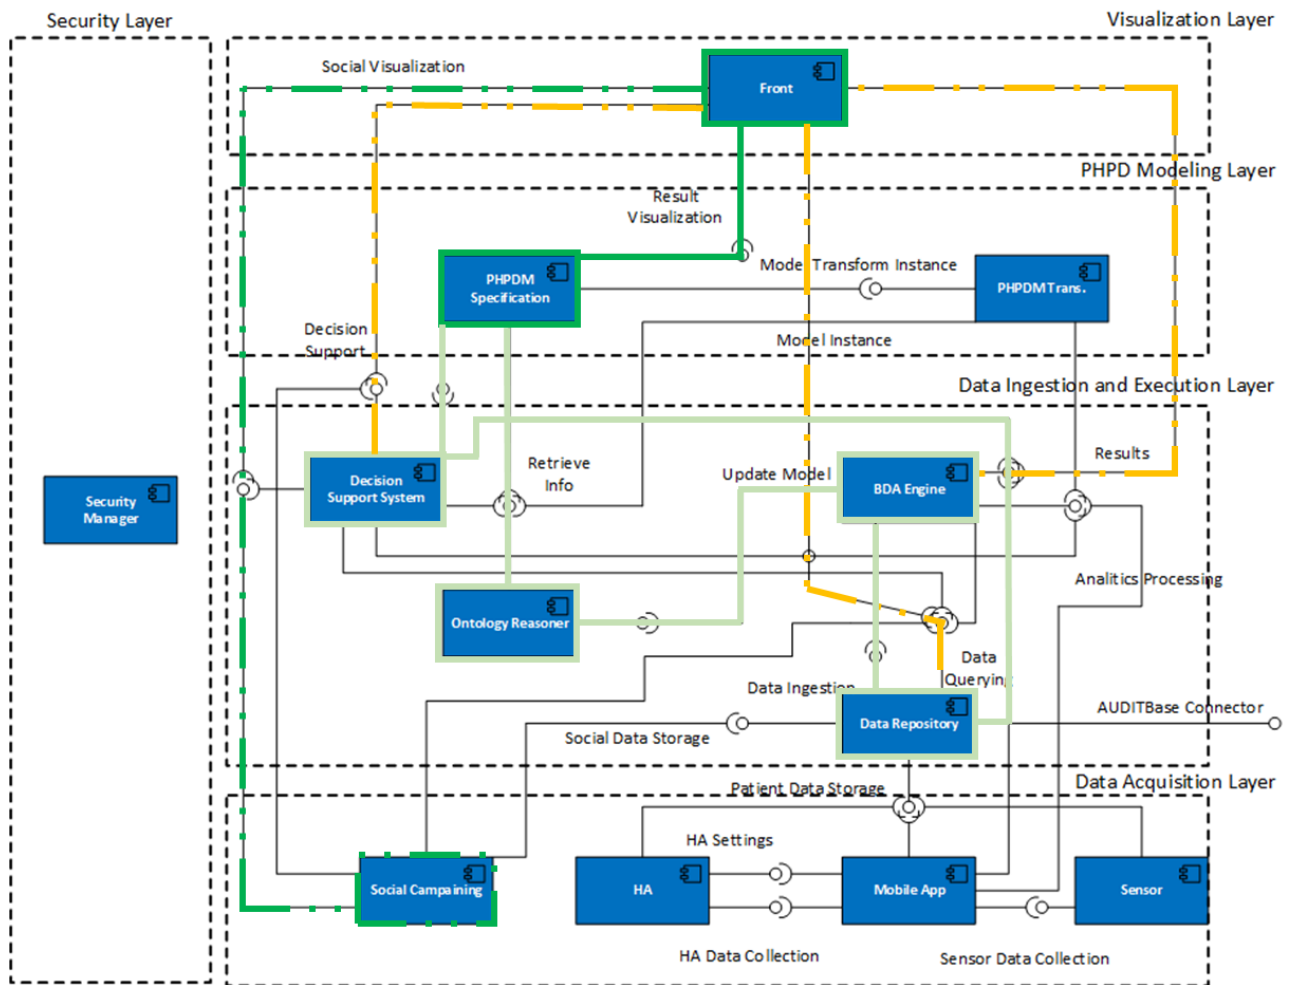 Security Layer
Visualization Layer
Social Visualization
Front
PHPD Modeling Layer
Result
Visualization
PHPDM
Specification
Model Transform Instance
PHPDMTrans.
Decision
Support
Model Instance
Data Ingestion and Execution Layer
Security
Manager
Decision
Support System
Retrieve
Info
Update Model
BDA Engine
Results
Analitics Processing
Ontology Reasoner
Data
Querying
Data Ingestion
Data Repository
AUDITBase Connector
Social Data Storage
Data Acquisition Layer
Patient Data Storage
HA Settings
Social Campaining
HA
Mobile App
Sensor
HA Data Collection
Sensor Data Collection